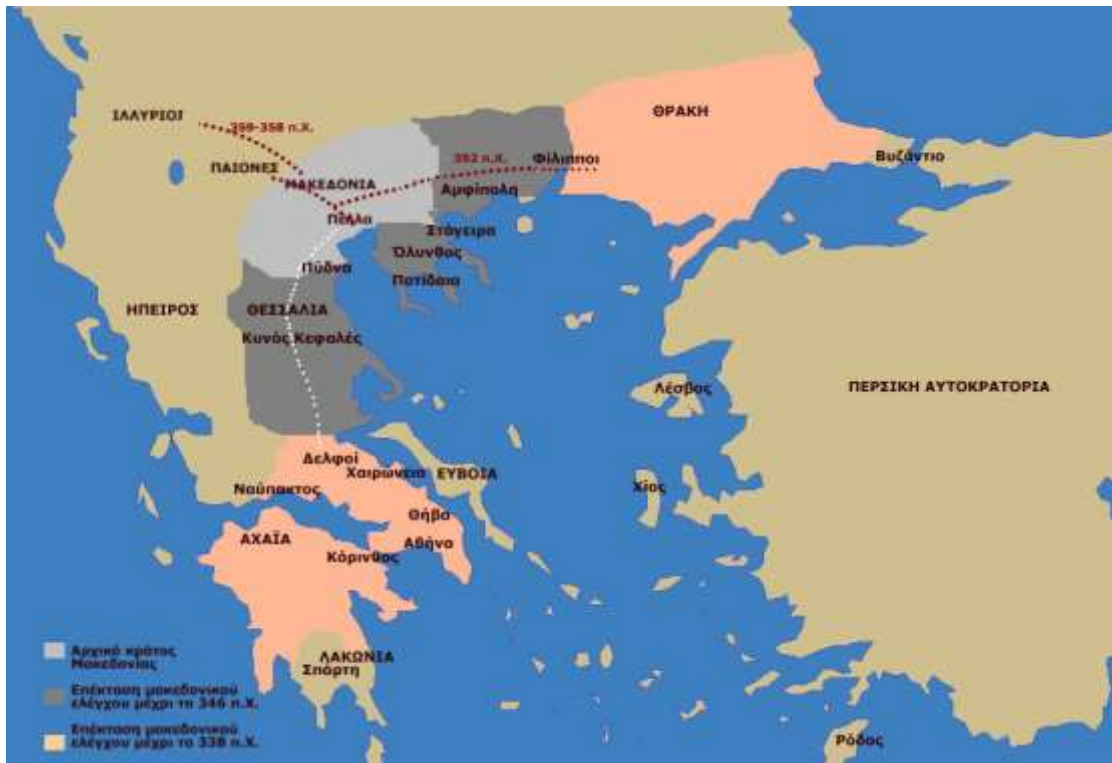 ΘΡΑΚΗ
ΙΛΛΥΡΙΟΙ
359-358 π.Χ.
352 π.Χ.
Φίλιπποι
Βυζάντιο
ΠΑΙΟΝΕΣ
ΜΑΚΕΔΟΝΙΑ
Αμφίπολη
Πέλλα
Στάγειρα
Όλυνθος
Πύδνα
Ποτίδαια
ΗΠΕΙΡΟΣ
ΘΕΣΣΑΛΙΑ
Κυνός Κεφαλές
Λέσβος
ΠΕΡΣΙΚΗ ΑΥΤΟΚΡΑΤΟΡΙΑ
Δελφοί
Χαιρώνεια
ΕΥΒΟΙΑ
Ναύπακτος
Χίος
Θήβα
ΑΧΑΪΑ
Αθήνα
Κόρινθος
ΛΑΚΩΝΙΑ
Σπάρτη
Ρόδος
Αρχικό κράτος
Μακεδονίας
Επέκταση μακεδονικού
ελέγχου μέχρι το 346 π.Χ.
Επέκταση μακεδονικού
ελέγχου μέχρι το 338 π.Χ.